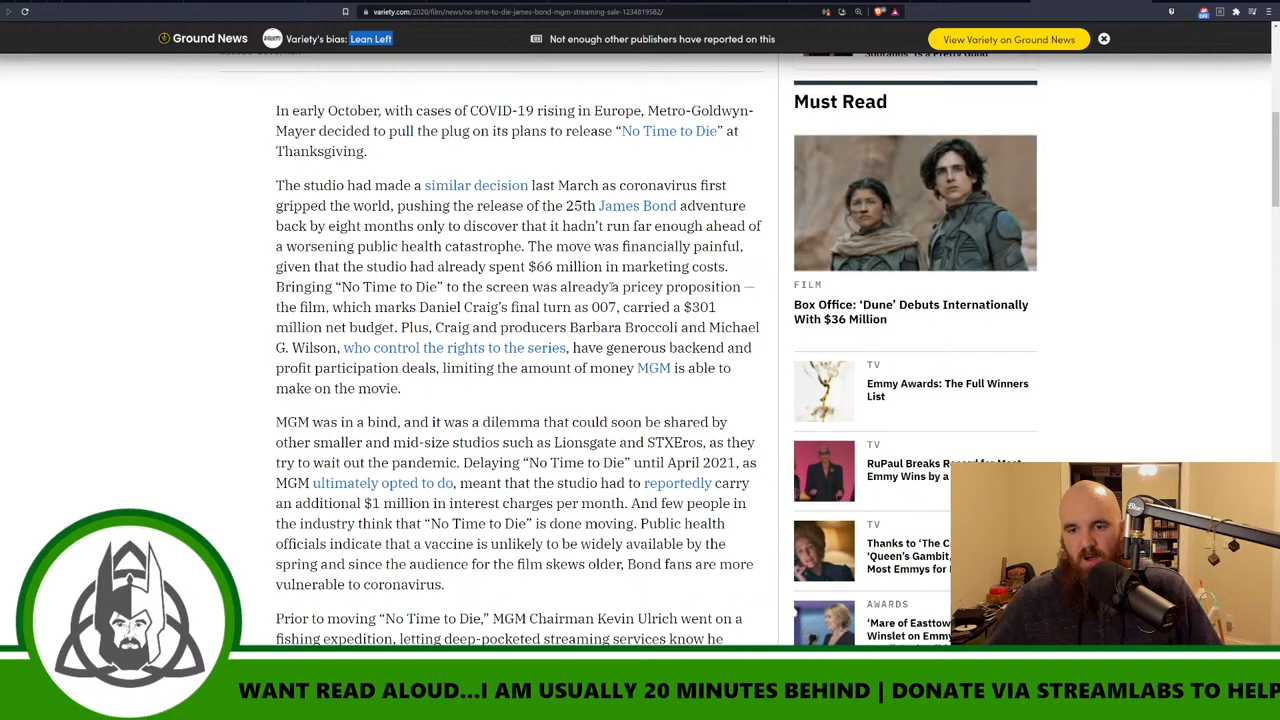 variety.com/2020/film/news/no-time-to-die-james-bond-mgm-streaming-sale-1234819582/
Ground News
Variety's bias: Lean Left
Not enough other publishers have reported on this
View Variety on Ground News
In early October, with cases of COVID-19 rising in Europe, Metro-Goldwyn-
Mayer decided to pull the plug on its plans to release “No Time to Die” at
Thanksgiving.
The studio had made a similar decision last March as coronavirus first
gripped the world, pushing the release of the 25th James Bond adventure
back by eight months only to discover that it hadn't run far enough ahead of
a worsening public health catastrophe. The move was financially painful,
given that the studio had already spent $66 million in marketing costs.
Bringing “No Time to Die” to the screen was already a pricey proposition —
the film, which marks Daniel Craig's final turn as 007, carried a $301
million net budget. Plus, Craig and producers Barbara Broccoli and Michael
G. Wilson, who control the rights to the series, have generous backend and
profit participation deals, limiting the amount of money MGM is able to
make on the movie.
MGM was in a bind, and it was a dilemma that could soon be shared by
other smaller and mid-size studios such as Lionsgate and STXEros, as they
try to wait out the pandemic. Delaying “No Time to Die” until April 2021, as
MGM ultimately opted to do, meant that the studio had to reportedly carry
an additional $1 million in interest charges per month. And few people in
the industry think that “No Time to Die” is done moving. Public health
officials indicate that a vaccine is unlikely to be widely available by the
spring and since the audience for the film skews older, Bond fans are more
vulnerable to coronavirus.
Prior to moving “No Time to Die,” MGM Chairman Kevin Ulrich went on a
fishing expedition, letting deep-pocketed streaming services know he
Must Read
FILM
Box Office: ‘Dune’ Debuts Internationally
With $36 Million
TV
Emmy Awards: The Full Winners
List
TV
RuPaul Breaks Record for Most
Emmy Wins by a
TV
Thanks to ‘The C
‘Queen's Gambit,
Most Emmys for
AWARDS
‘Mare of Easttow
Winslet on Emmy
WANT READ ALOUD...I AM USUALLY 20 MINUTES BEHIND | DONATE VIA STREAMLABS TO HELP